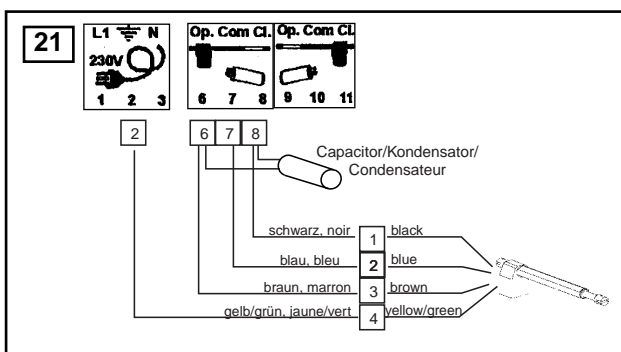 21
L1 N
230V
1 2 3
Op. Com Cl.
6 7 8
Op. Com Cl.
9 10 11
2
6 7 8
Capacitor/Kondensator/
Condensateur
schwarz, noir 1 black
blau, bleu 2 blue
braun, marron 3 brown
gelb/grün, jaune/vert 4 yellow/green